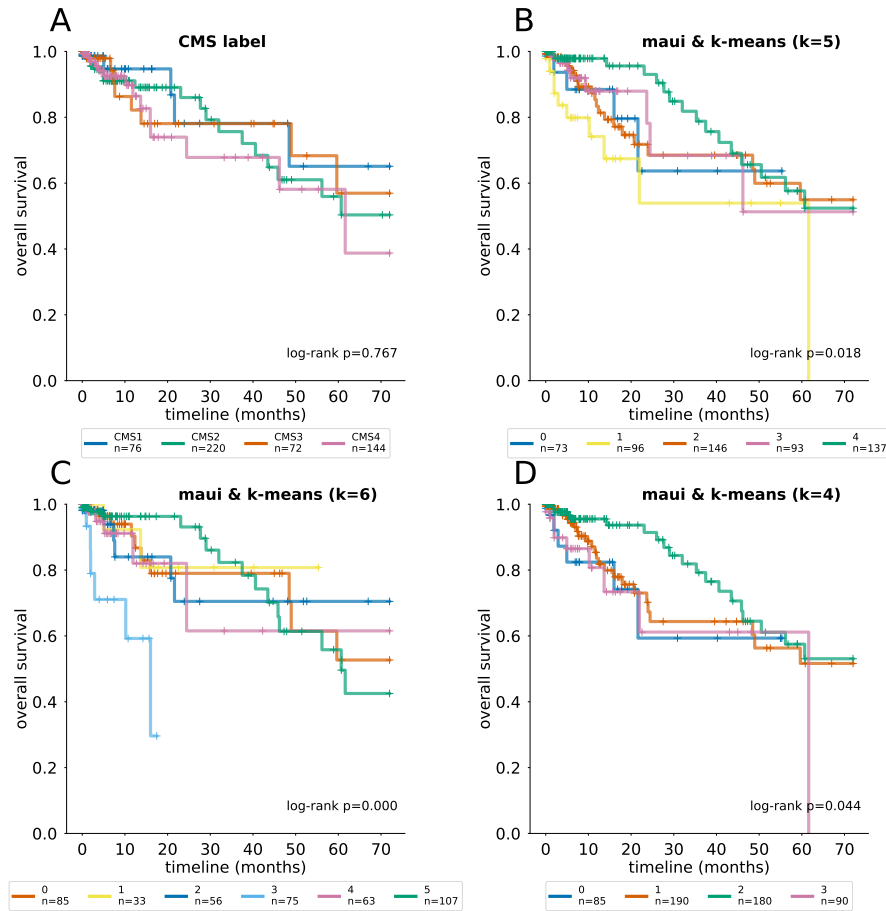 A
CMS label
overall survival
1.0
0.8
0.6
0.4
0.2
0.0
log-rank p=0.767
0 10 20 30 40 50 60 70
timeline (months)
CMS1 CMS2 CMS3 CMS4
n=76 n=220 n=72 n=144
B
maui & k-means (k=5)
overall survival
1.0
0.8
0.6
0.4
0.2
0.0
log-rank p=0.018
0 10 20 30 40 50 60 70
timeline (months)
0 1 2 3 4
n=73 n=96 n=146 n=93 n=137
C
maui & k-means (k=6)
overall survival
1.0
0.8
0.6
0.4
0.2
0.0
log-rank p=0.000
0 10 20 30 40 50 60 70
timeline (months)
0 1 2 3 4 5
n=85 n=33 n=56 n=75 n=63 n=107
D
maui & k-means (k=4)
overall survival
1.0
0.8
0.6
0.4
0.2
0.0
log-rank p=0.044
0 10 20 30 40 50 60 70
timeline (months)
0 1 2 3
n=85 n=190 n=180 n=90